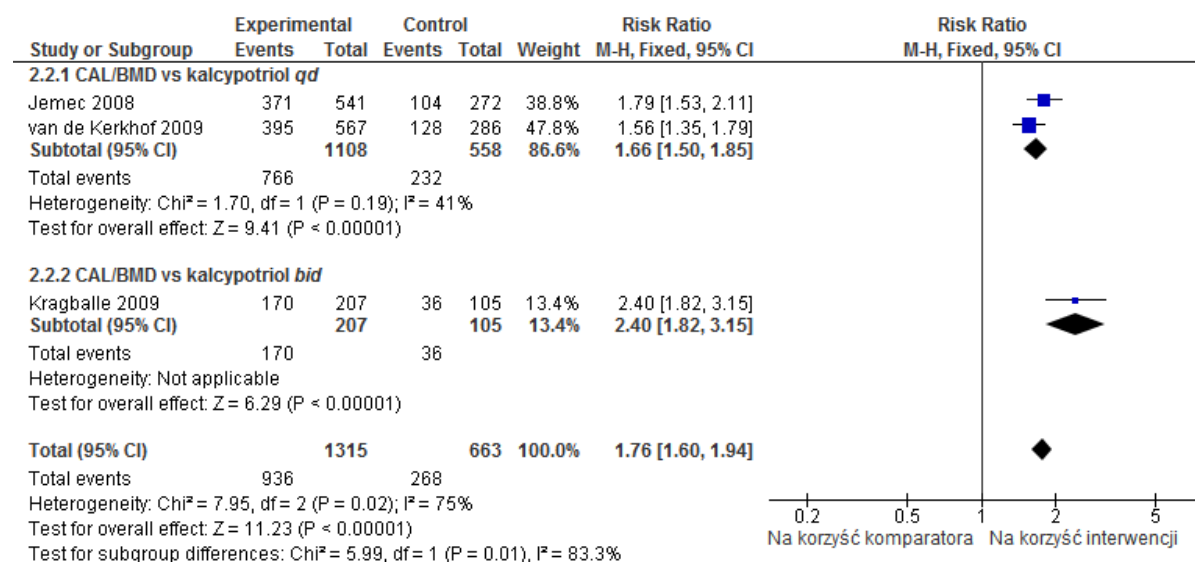 Experimental Control Risk Ratio Risk Ratio
Study or Subgroup Events Total Events Total Weight M-H, Fixed, 95% CI M-H, Fixed, 95% CI
2.2.1 CAL/BMD vs kalcypotriol qd
Jemec 2008 371 541 104 272 38.8% 1.79 [1.53, 2.11]
van de Kerkhof 2009 395 567 128 286 47.8% 1.56 [1.35, 1.79]
Subtotal (95% CI) 1108 558 86.6% 1.66 [1.50, 1.85]
Total events 766 232
Heterogeneity: Chi² = 1.70, df = 1 (P = 0.19); I² = 41%
Test for overall effect: Z = 9.41 (P < 0.00001)
2.2.2 CAL/BMD vs kalcypotriol bid
Kragballe 2009 170 207 36 105 13.4% 2.40 [1.82, 3.15]
Subtotal (95% CI) 207 105 13.4% 2.40 [1.82, 3.15]
Total events 170 36
Heterogeneity: Not applicable
Test for overall effect: Z = 6.29 (P < 0.00001)
Total (95% CI) 1315 663 100.0% 1.76 [1.60, 1.94]
Total events 936 268
Heterogeneity: Chi² = 7.95, df = 2 (P = 0.02); I² = 75%
Test for overall effect: Z = 11.23 (P < 0.00001)
Test for subgroup differences: Chi² = 5.99, df = 1 (P = 0.01), I² = 83.3%
0.2 0.5 1 2 5
Na korzyść komparatora Na korzyść interwencji